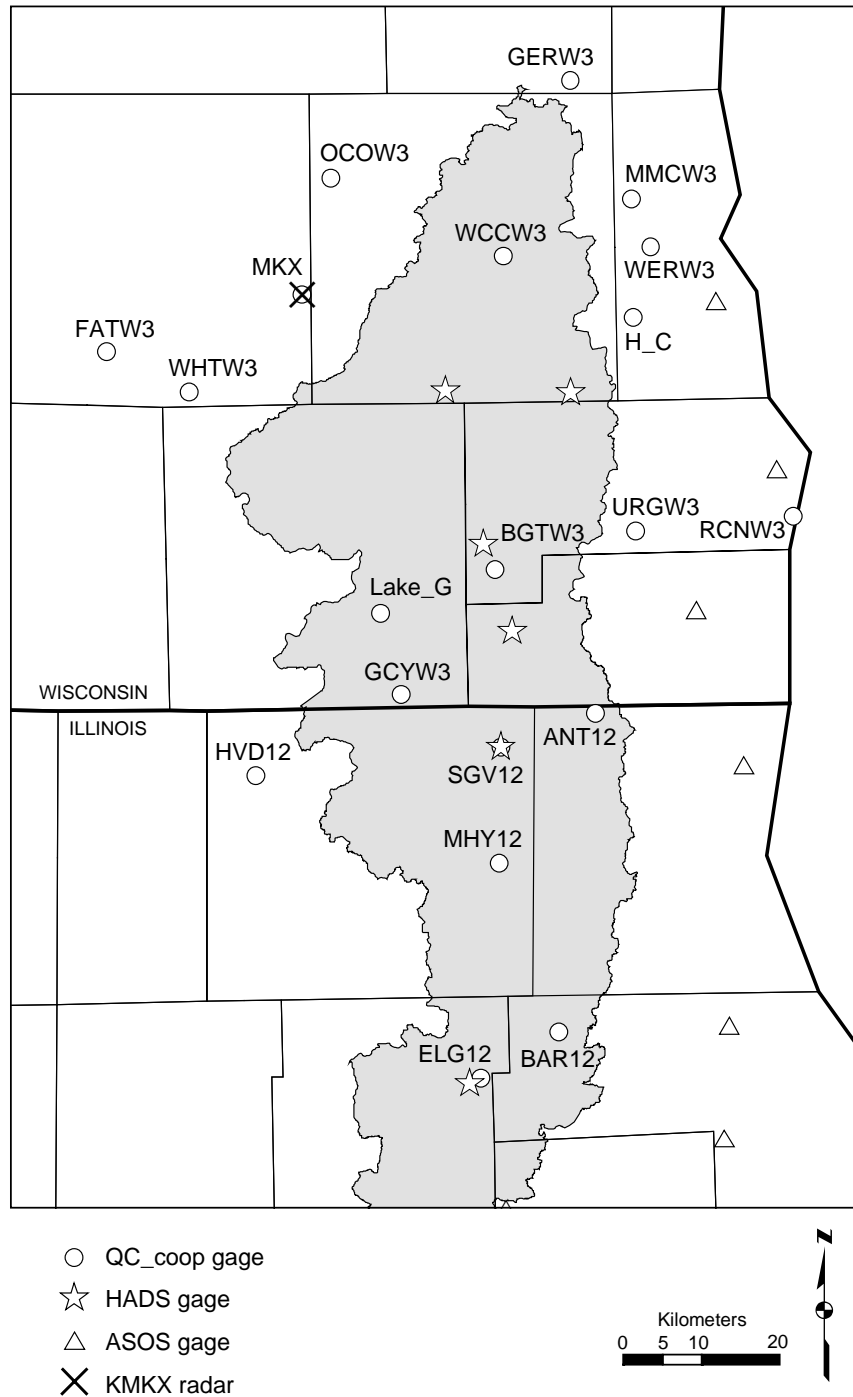 GERW3
OCOW3
MMCW3
WCCW3
WERW3
MKX
H_C
FATW3
WHTW3
URGW3
RCNW3
BGTW3
Lake_G
GCYW3
WISCONSIN
ILLINOIS
ANT12
HVD12
SGV12
MHY12
ELG12
BAR12
QC_coop gage
HADS gage
ASOS gage
KMKX radar
N
Kilometers
0 5 10 20